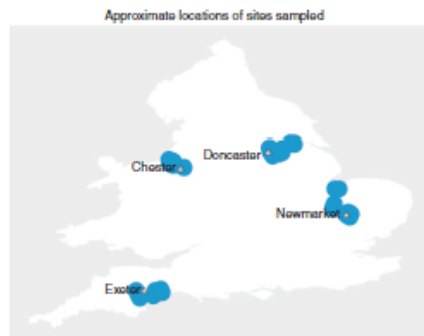 Approximate locations of sites sampled
Doncaster
Chester
Newmarket
Exeter